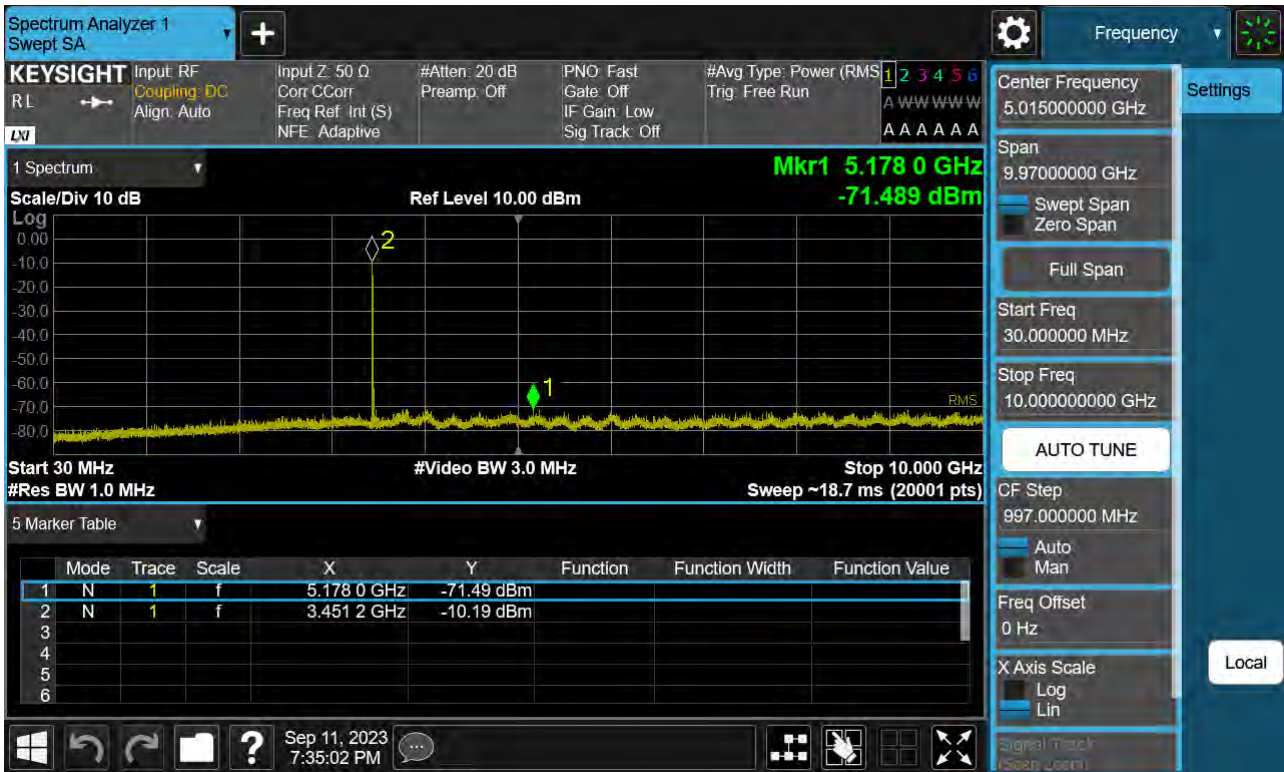 Spectrum Analyzer 1
Swept SA
+
Frequency
KEYSIGHT
RL
LXI
Input: RF
Coupling: DC
Align: Auto
Input Z: 50 Ω
Corr CCorr
Freq Ref: Int (S)
NFE: Adaptive
#Atten: 20 dB
Preamp: Off
PNO: Fast
Gate: Off
IF Gain: Low
Sig Track: Off
#Avg Type: Power (RMS
Trig: Free Run
1 2 3 4 5 6
A W W W W W
A A A A A A
1 Spectrum
Scale/Div 10 dB
Log
Ref Level 10.00 dBm
Mkr1 5.178 0 GHz
-71.489 dBm
0.00
-10.0
-20.0
-30.0
-40.0
-50.0
-60.0
-70.0
-80.0
2
1
RMS
Start 30 MHz
#Video BW 3.0 MHz
Stop 10.000 GHz
#Res BW 1.0 MHz
Sweep ~18.7 ms (20001 pts)
5 Marker Table
Mode Trace Scale X Y Function Function Width Function Value
1 N 1 f 5.178 0 GHz -71.49 dBm
2 N 1 f 3.451 2 GHz -10.19 dBm
3
4
5
6
Sep 11, 2023
7:35:02 PM
?
Center Frequency
5.015000000 GHz
Span
9.97000000 GHz
Swept Span
Zero Span
Full Span
Start Freq
30.000000 MHz
Stop Freq
10.000000000 GHz
AUTO TUNE
CF Step
997.000000 MHz
Auto
Man
Freq Offset
0 Hz
X Axis Scale
Log
Lin
Signal Track
(Span Zoom)
Settings
Local